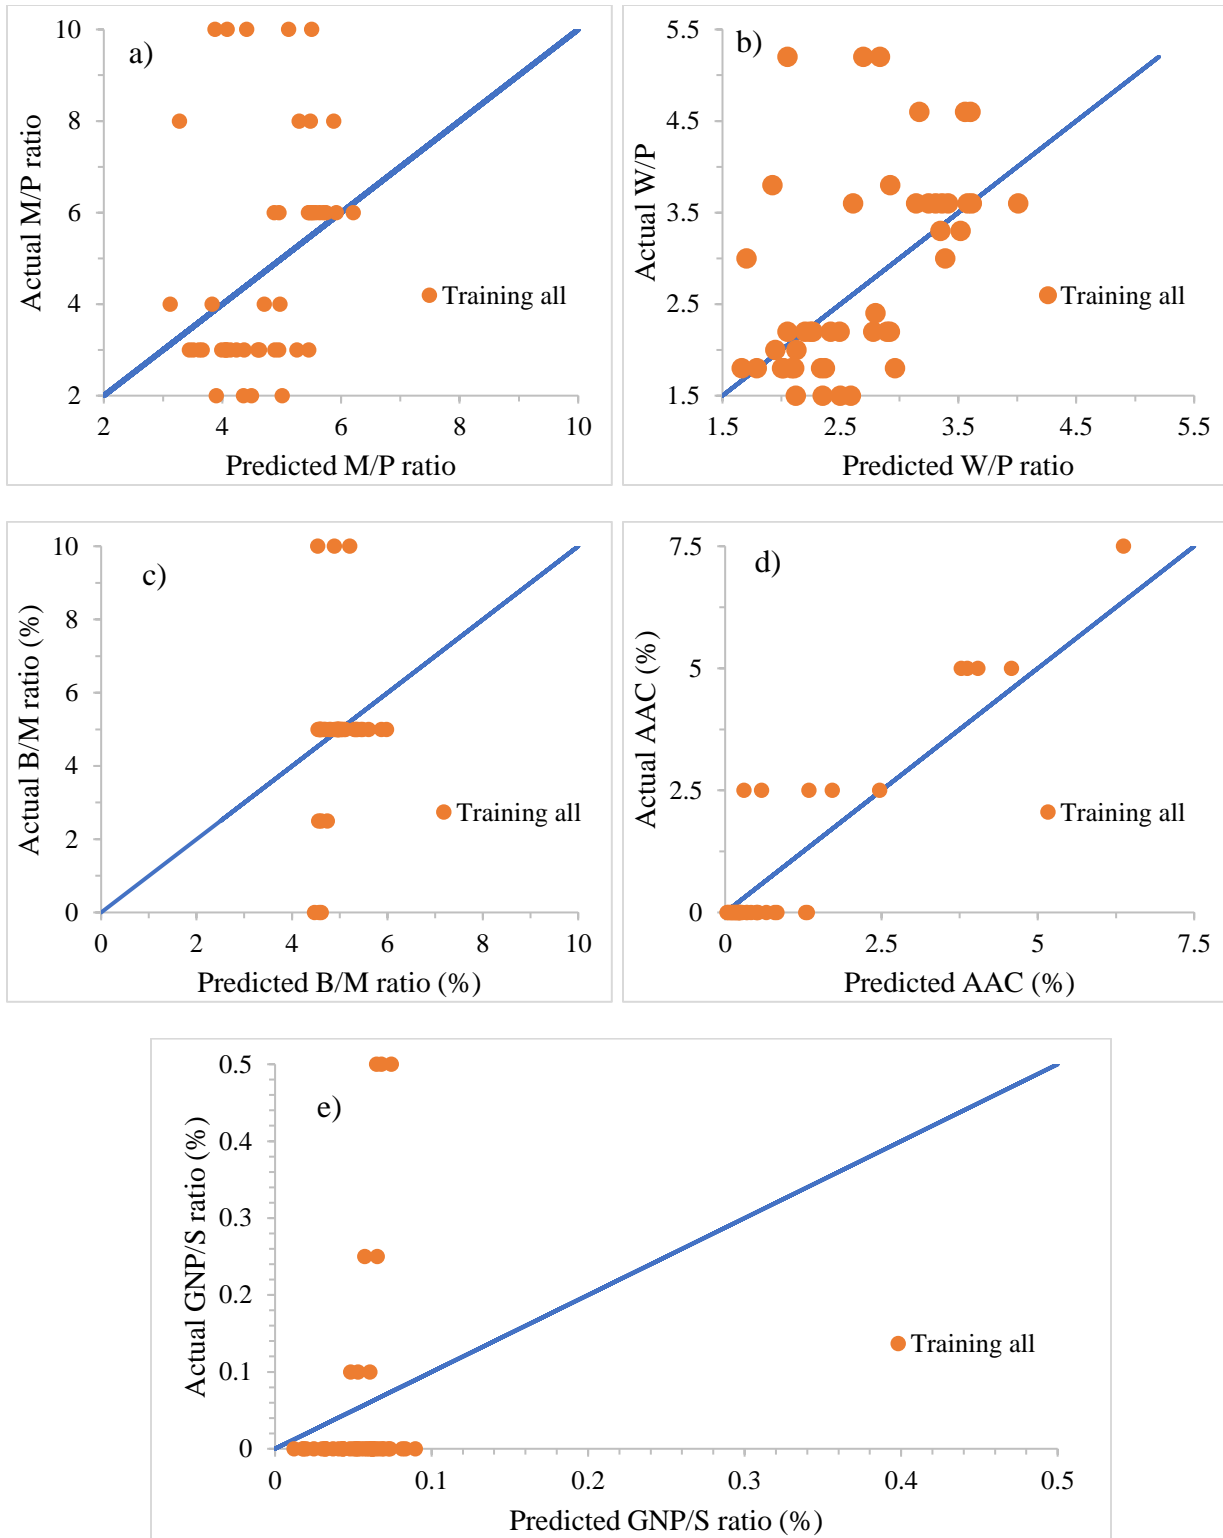 a)
10
8
6
4
2
Actual M/P ratio
Training all
2 4 6 8 10
Predicted M/P ratio
b)
5.5
4.5
3.5
2.5
1.5
Actual W/P
Training all
1.5 2.5 3.5 4.5 5.5
Predicted W/P ratio
c)
10
8
6
4
2
0
Actual B/M ratio (%)
Training all
0 2 4 6 8 10
Predicted B/M ratio (%)
d)
7.5
5
2.5
0
Actual AAC (%)
Training all
0 2.5 5 7.5
Predicted AAC (%)
e)
0.5
0.4
0.3
0.2
0.1
0
Actual GNP/S ratio (%)
Training all
0 0.1 0.2 0.3 0.4 0.5
Predicted GNP/S ratio (%)